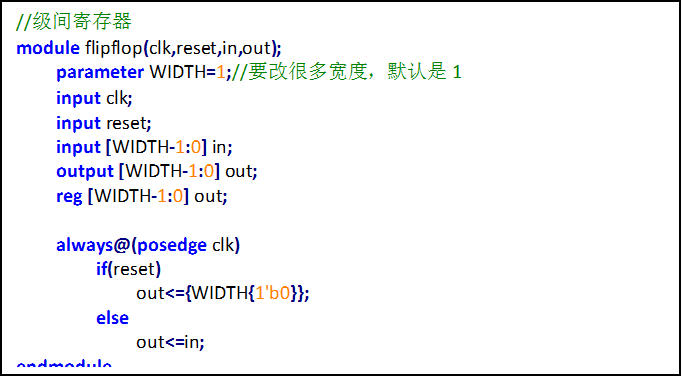 //级间寄存器
module flipflop(clk,reset,in,out);
parameter WIDTH=1;//要改很多宽度，默认是 1
input clk;
input reset;
input [WIDTH-1:0] in;
output [WIDTH-1:0] out;
reg [WIDTH-1:0] out;
always@(posedge clk)
if(reset)
out<={WIDTH{1'b0}};
else
out<=in;
endmodule